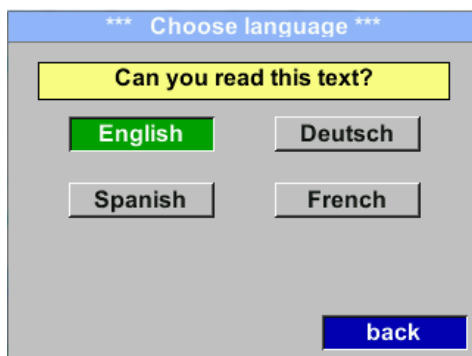 *** Choose language ***
Can you read this text?
English Deutsch
Spanish French
back